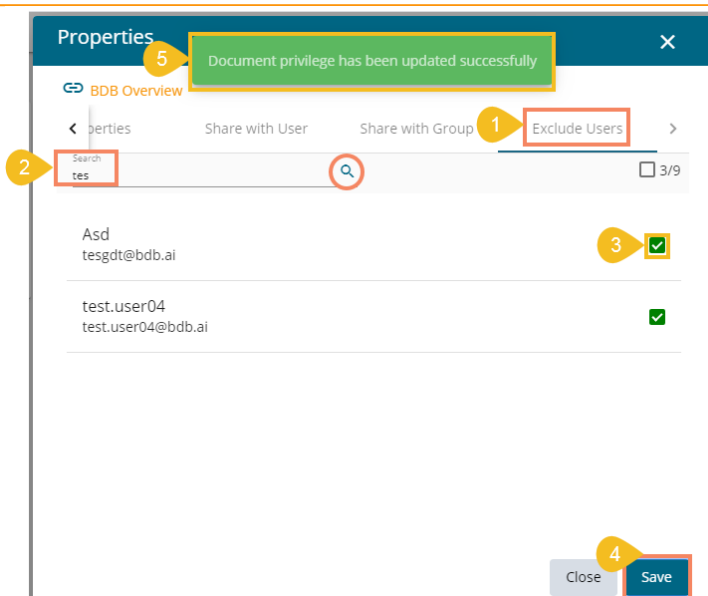 Properties
5
Document privilege has been updated successfully
BDB Overview
perties
Share with User
Share with Group
1
Exclude Users
2
Search
tes
3/9
Asd
tesgdt@bdb.ai
3
test.user04
test.user04@bdb.ai
4
Close
Save